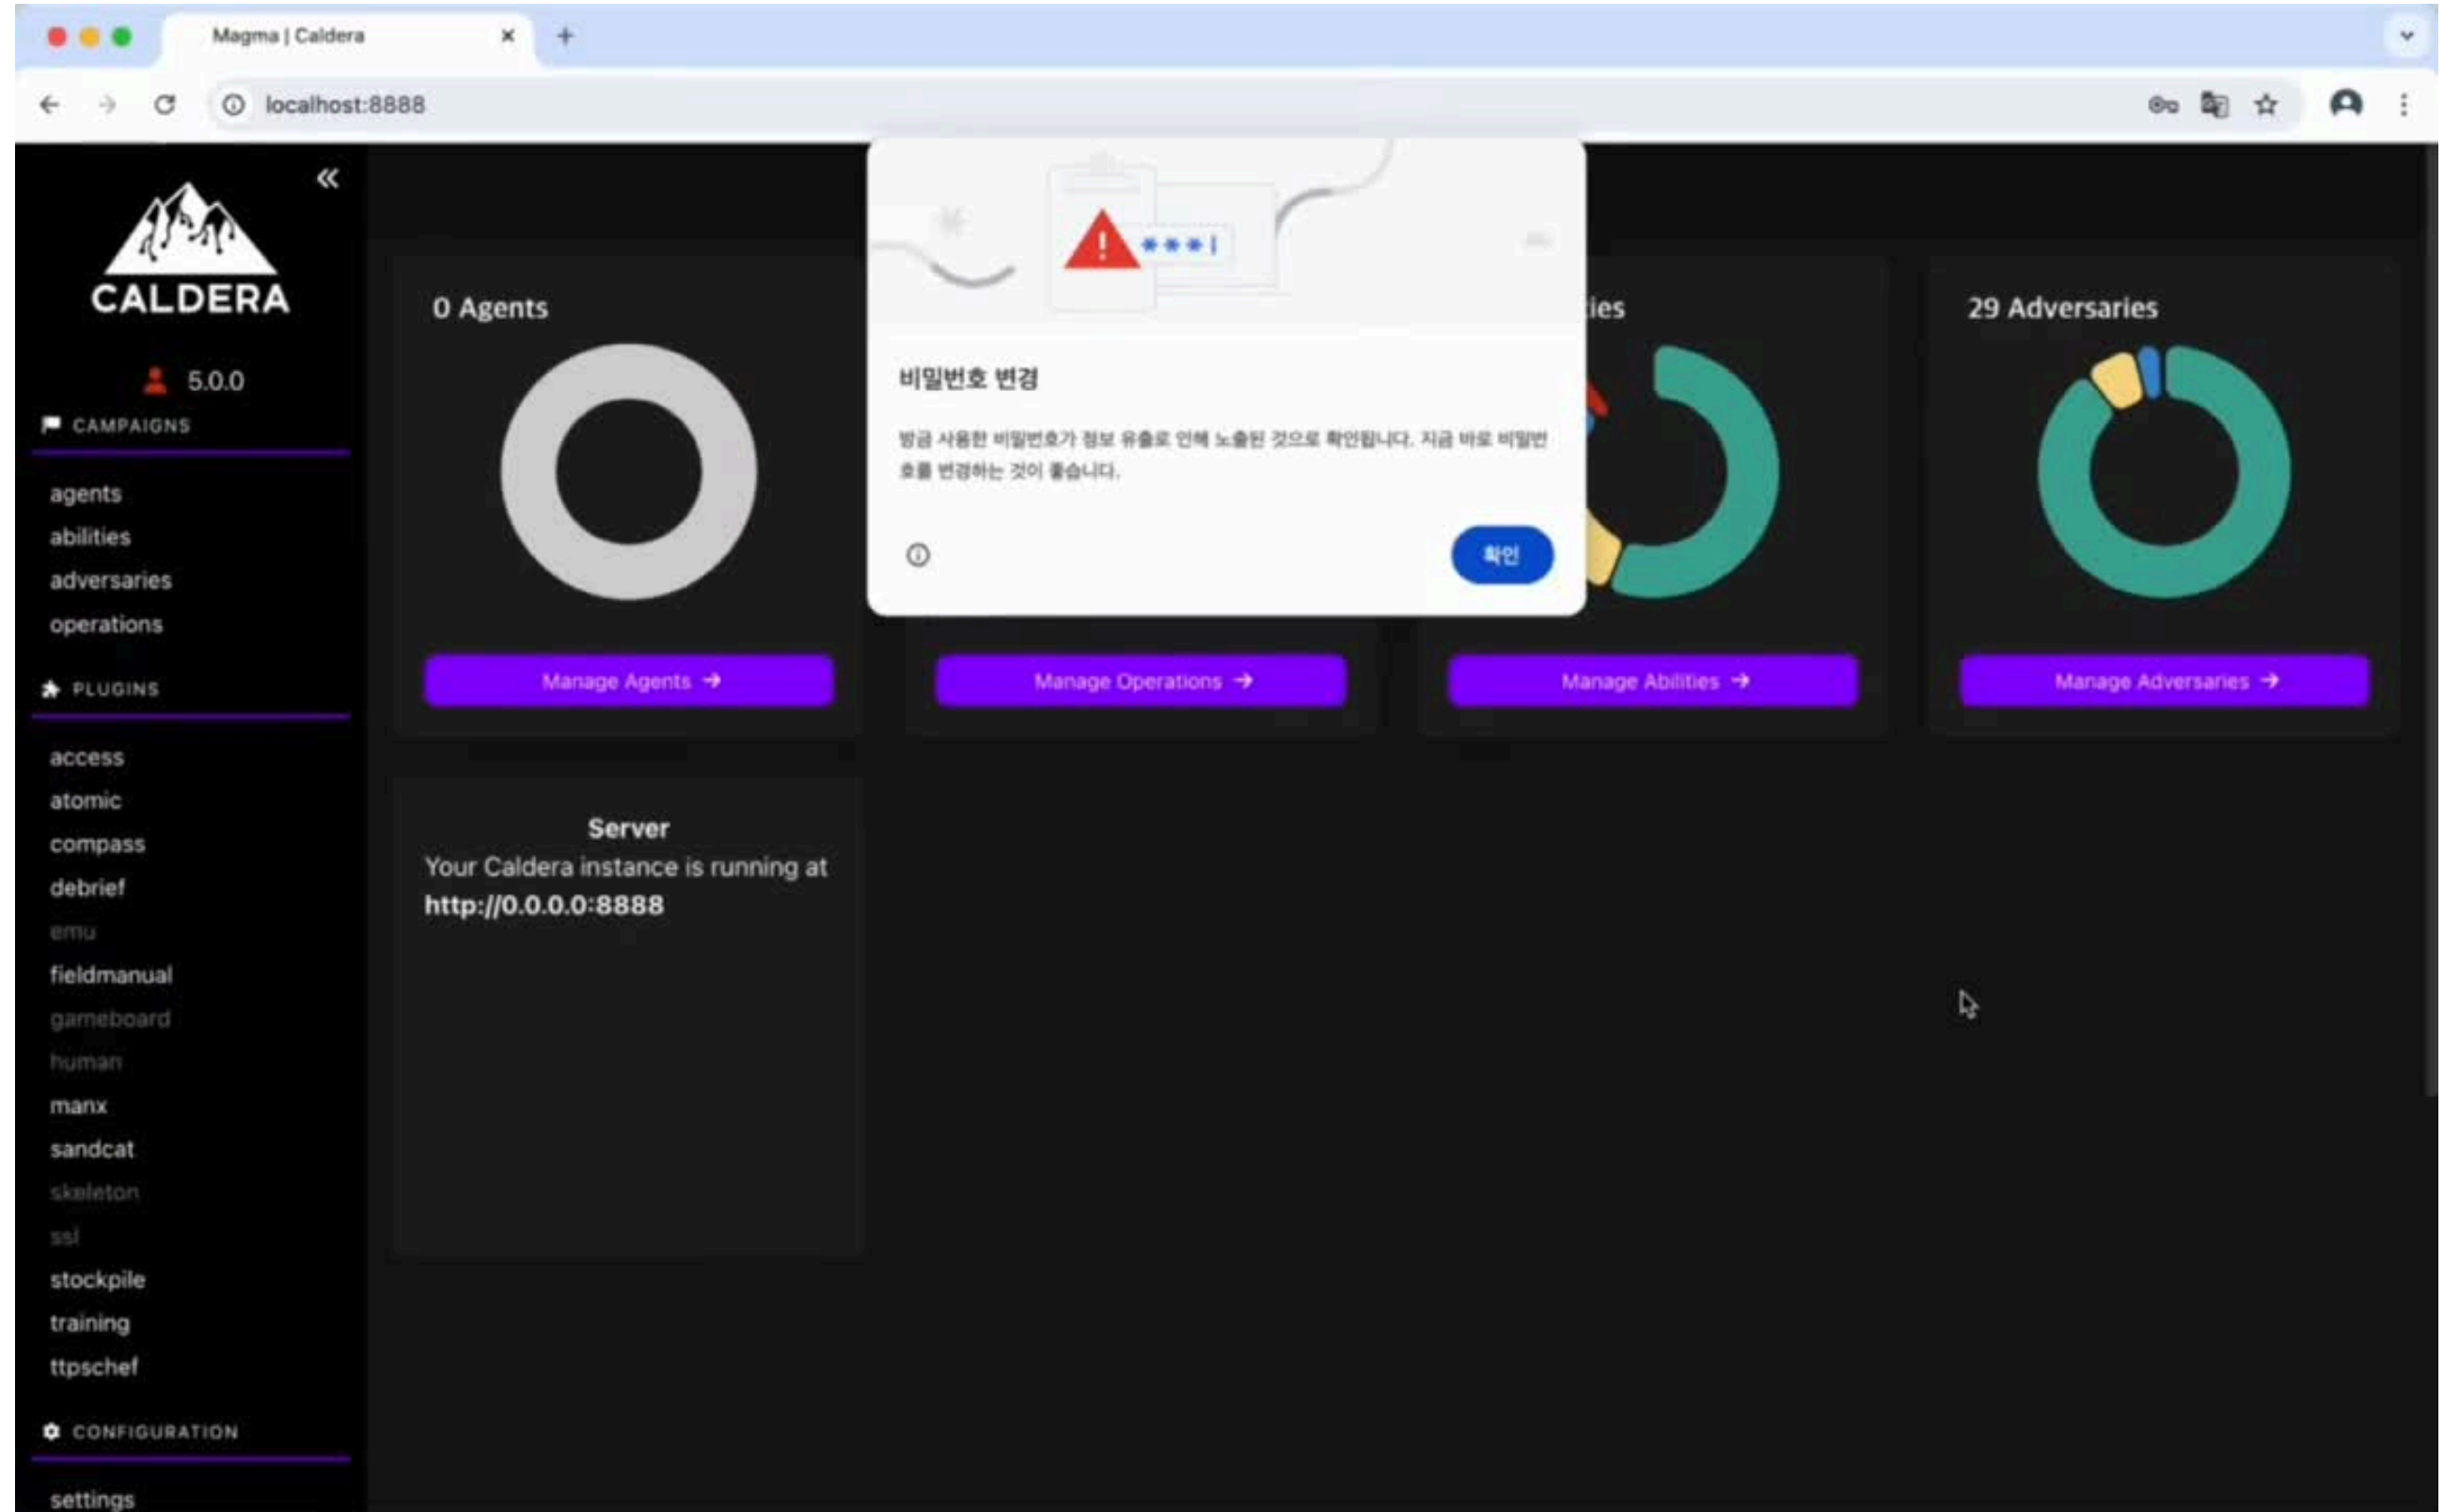 Magma | Caldera
localhost:8888
CALDERA
5.0.0
CAMPAIGNS
agents
abilities
adversaries
operations
PLUGINS
access
atomic
compass
debrief
emu
fieldmanual
gameboard
human
manx
sandcat
skeleton
ssl
stockpile
training
ttpschef
CONFIGURATION
settings
비밀번호 변경
방금 사용한 비밀번호가 정보 유출로 인해 노출된 것으로 확인됩니다. 지금 바로 비밀번
호를 변경하는 것이 좋습니다.
확인
0 Agents
ies
29 Adversaries
Manage Agents →
Manage Operations →
Manage Abilities →
Manage Adversaries →
Server
Your Caldera instance is running at
http://0.0.0.0:8888